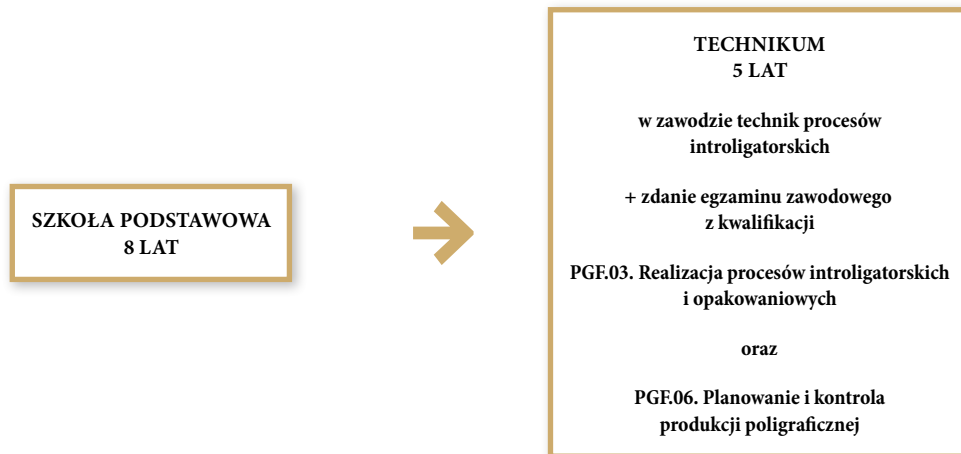 SZKOŁA PODSTAWOWA
8 LAT
TECHNIKUM
5 LAT
w zawodzie technik procesów
introligatorskich
+ zdanie egzaminu zawodowego
z kwalifikacji
PGF.03. Realizacja procesów introligatorskich
i opakowaniowych
oraz
PGF.06. Planowanie i kontrola
produkcji poligraficznej